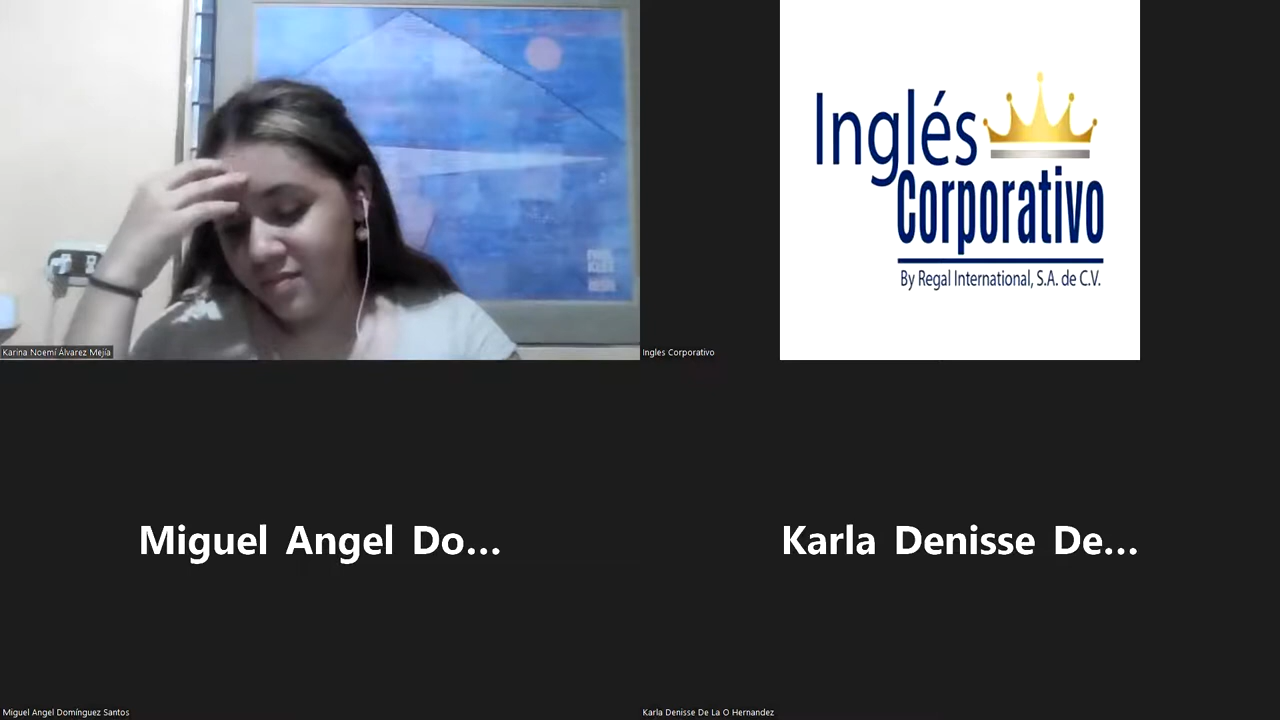 Inglés
Corporativo
By Regal International, S.A. de C.V.
Karina Noemí Álvarez Mejía
Ingles Corporativo
Miguel Angel Do...
Karla Denisse De...
Miguel Angel Domínguez Santos
Karla Denisse De La O Hernandez